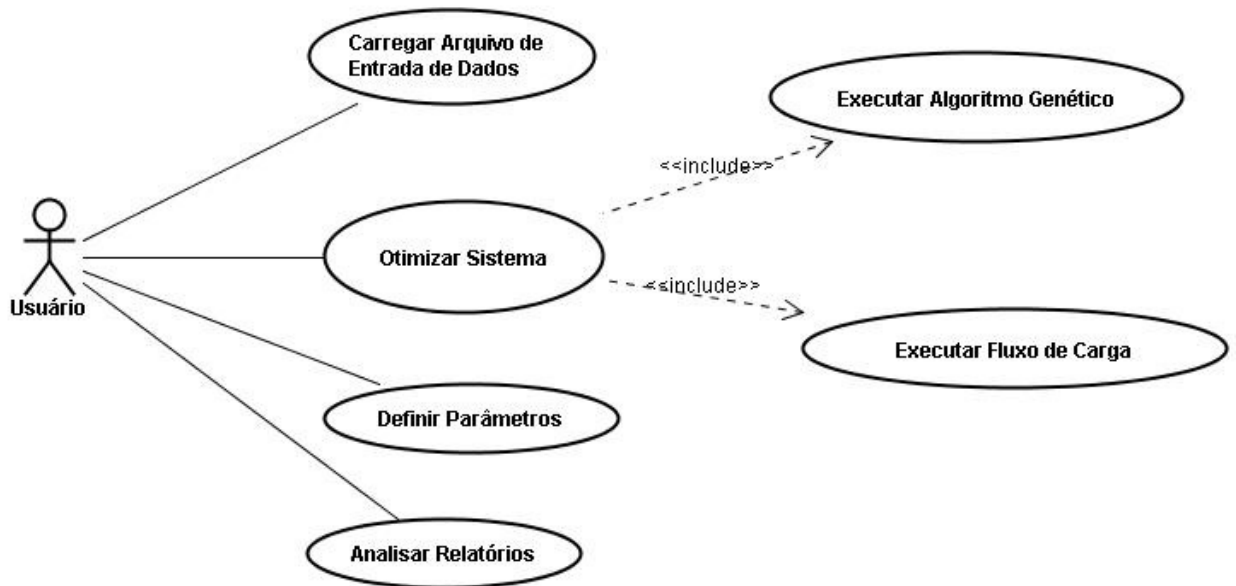 Carregar Arquivo de
Entrada de Dados
Executar Algoritmo Genético
<<include>>
Otimizar Sistema
<<include>>
Usuário
Executar Fluxo de Carga
Definir Parâmetros
Analisar Relatórios